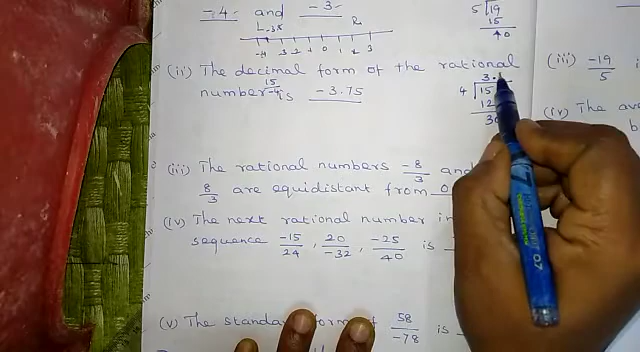 -4 and -3
L -3.8 R
-4 -3 -2 -1 0 1 2 3
5 √19
15
40
(ii) The decimal form of the rational
number 15/-4 is -3.75
3.
4 √15
12
30
(iii) The rational numbers -8/3 and
8/3 are equidistant from 0
(iv) The next rational number in
sequence -15/24 , 20/-32 , -25/40 is
(v) The standard form of 58/-78 is
(iii) -19/5 i
(iv) The ave
b